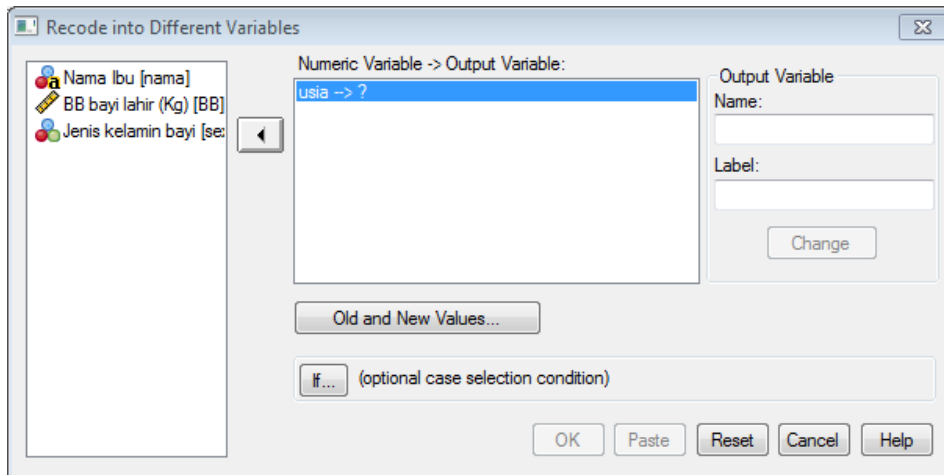 Recode into Different Variables
Nama Ibu [nama]
BB bayi lahir (Kg) [BB]
Jenis kelamin bayi [se
Numeric Variable -> Output Variable:
usia --> ?
Output Variable
Name:
Label:
Change
Old and New Values...
If...
(optional case selection condition)
OK
Paste
Reset
Cancel
Help